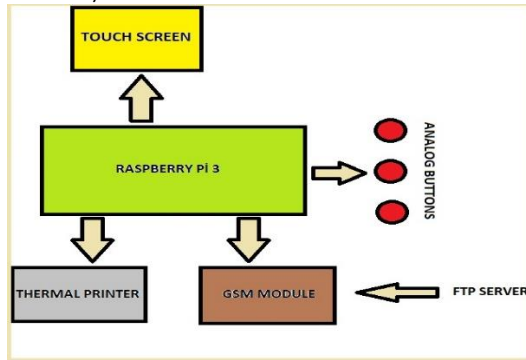 TOUCH SCREEN
RASPBERRY Pİ 3
ANALOG BUTTONS
THERMAL PRINTER
GSM MODULE
FTP SERVER